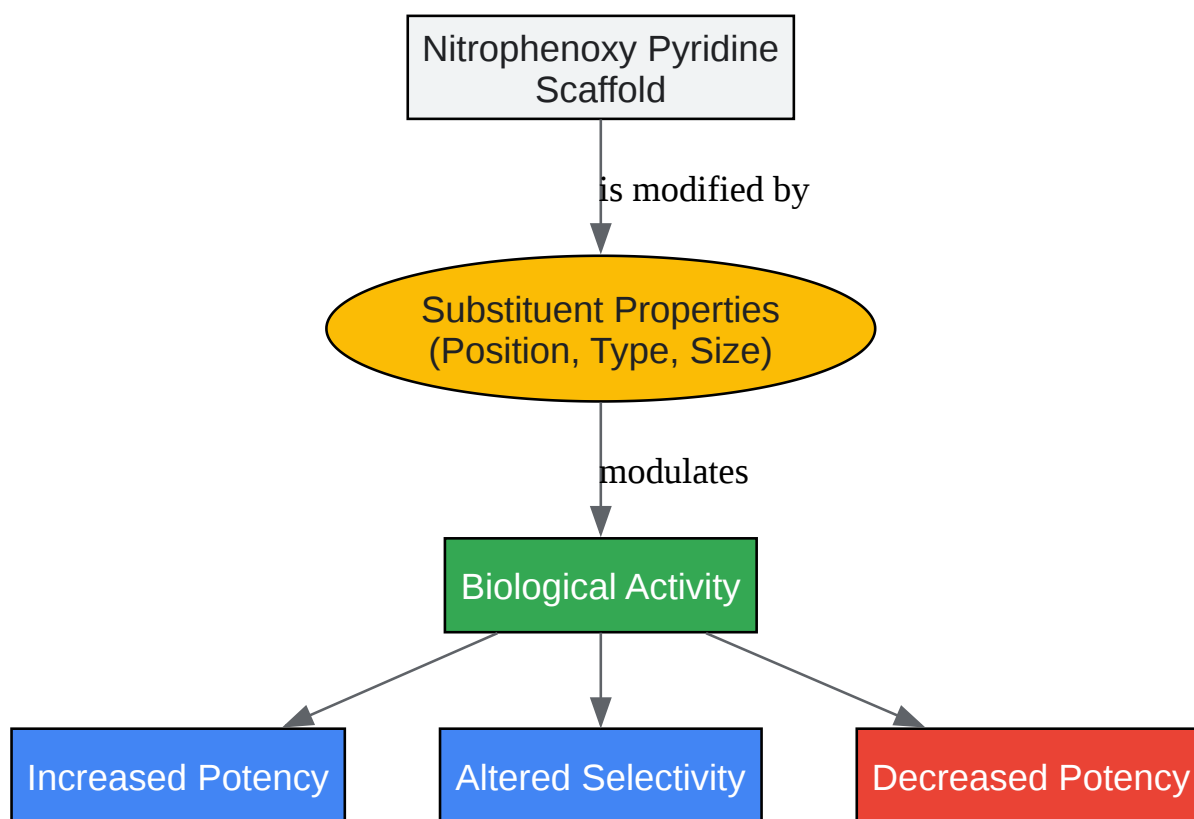 Nitrophenoxy Pyridine
Scaffold
is modified by
Substituent Properties
(Position, Type, Size)
modulates
Biological Activity
Increased Potency
Altered Selectivity
Decreased Potency